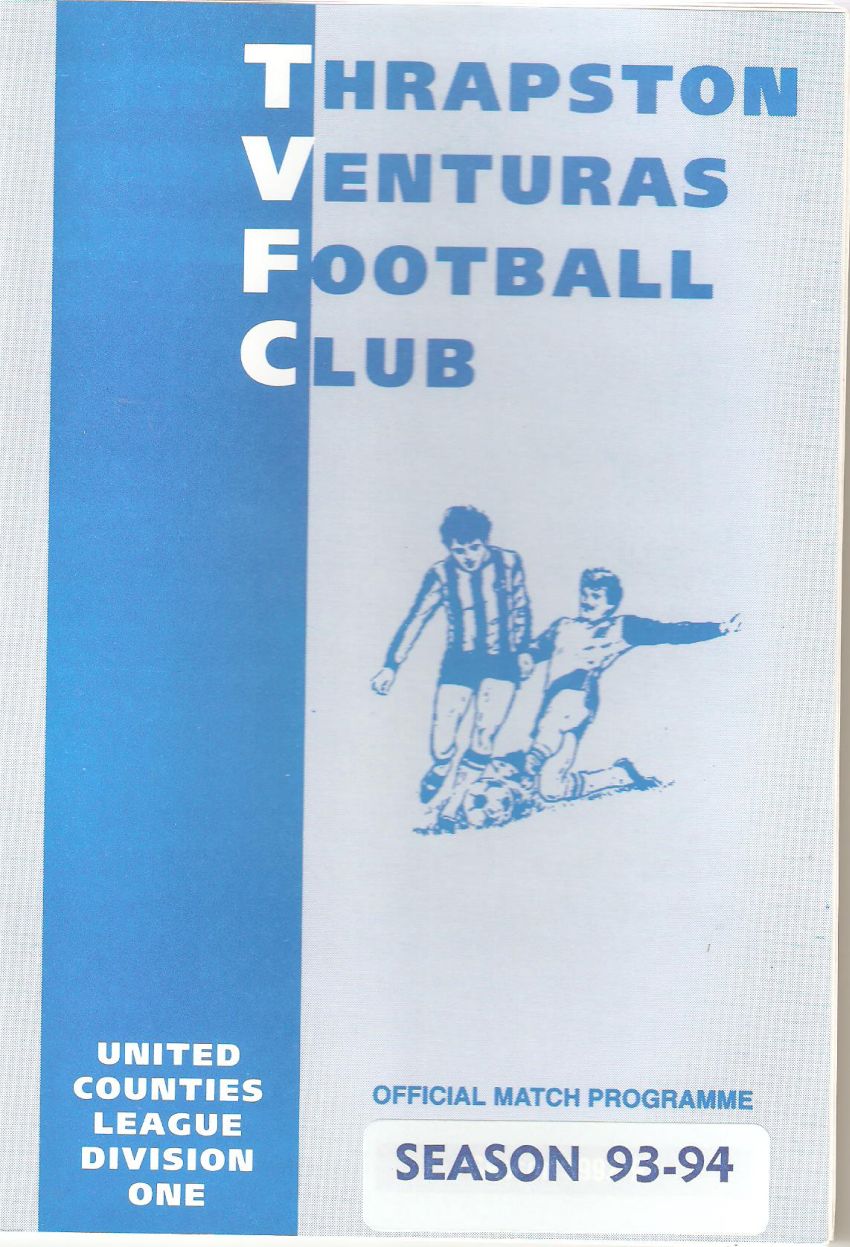 THRAPSTON
VENTURAS
FOOTBALL
CLUB
UNITED
COUNTIES
LEAGUE
DIVISION
ONE
OFFICIAL MATCH PROGRAMME
SEASON 93-94